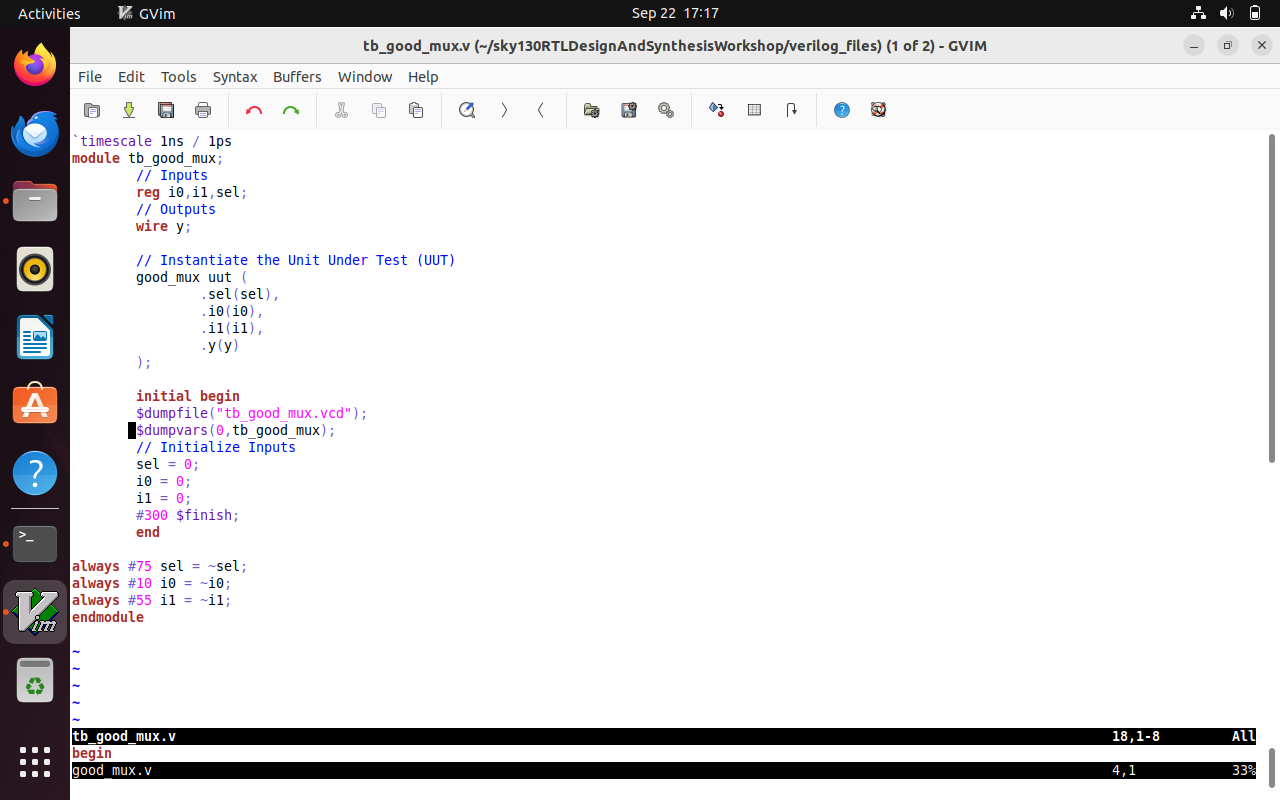 Activities GVim Sep 22 17:17
tb_good_mux.v (~/sky130RTLDesignAndSynthesisWorkshop/verilog_files) (1 of 2) - GVIM
File Edit Tools Syntax Buffers Window Help
`timescale 1ns / 1ps
module tb_good_mux;
// Inputs
reg i0,i1,sel;
// Outputs
wire y;
// Instantiate the Unit Under Test (UUT)
good_mux uut (
.sel(sel),
.i0(i0),
.i1(i1),
.y(y)
);
initial begin
$dumpfile("tb_good_mux.vcd");
$dumpvars(0,tb_good_mux);
// Initialize Inputs
sel = 0;
i0 = 0;
i1 = 0;
#300 $finish;
end
always #75 sel = ~sel;
always #10 i0 = ~i0;
always #55 i1 = ~i1;
endmodule
~
~
~
~
~
tb_good_mux.v 18,1-8 All
begin
good_mux.v 4,1 33%